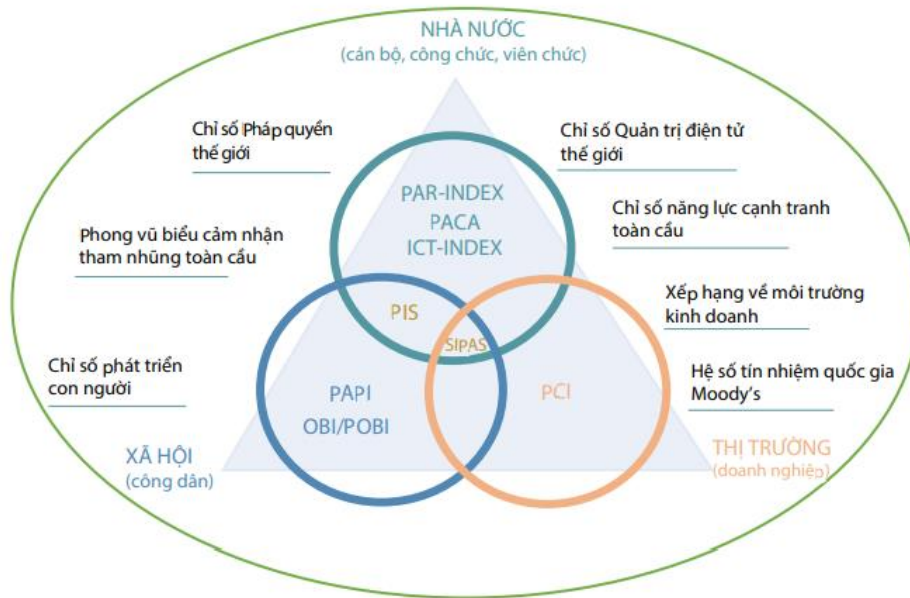 NHÀ NƯỚC
(cán bộ, công chức, viên chức)
Chỉ số Pháp quyền
thế giới
Chỉ số Quản trị điện tử
thế giới
PAR-INDEX
PACA
ICT-INDEX
Chỉ số năng lực cạnh tranh
toàn cầu
Phong vũ biểu cảm nhận
tham nhũng toàn cầu
Xếp hạng về môi trường
kinh doanh
PIS
SIPAS
Chỉ số phát triển
con người
Hệ số tín nhiệm quốc gia
Moody's
PAPI
OBI/POBI
PCI
XÃ HỘI
(công dân)
THỊ TRƯỜNG
(doanh nghiệp)